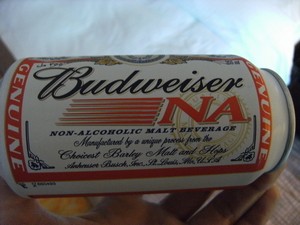 Budweiser
NA
NON-ALCOHOLIC MALT BEVERAGE
Manufactured by a unique process from the
Choicest Barley Malt and Hops
Anheuser-Busch, Inc., St. Louis, Mo., U.S.A.
GENUINE
GENUINE